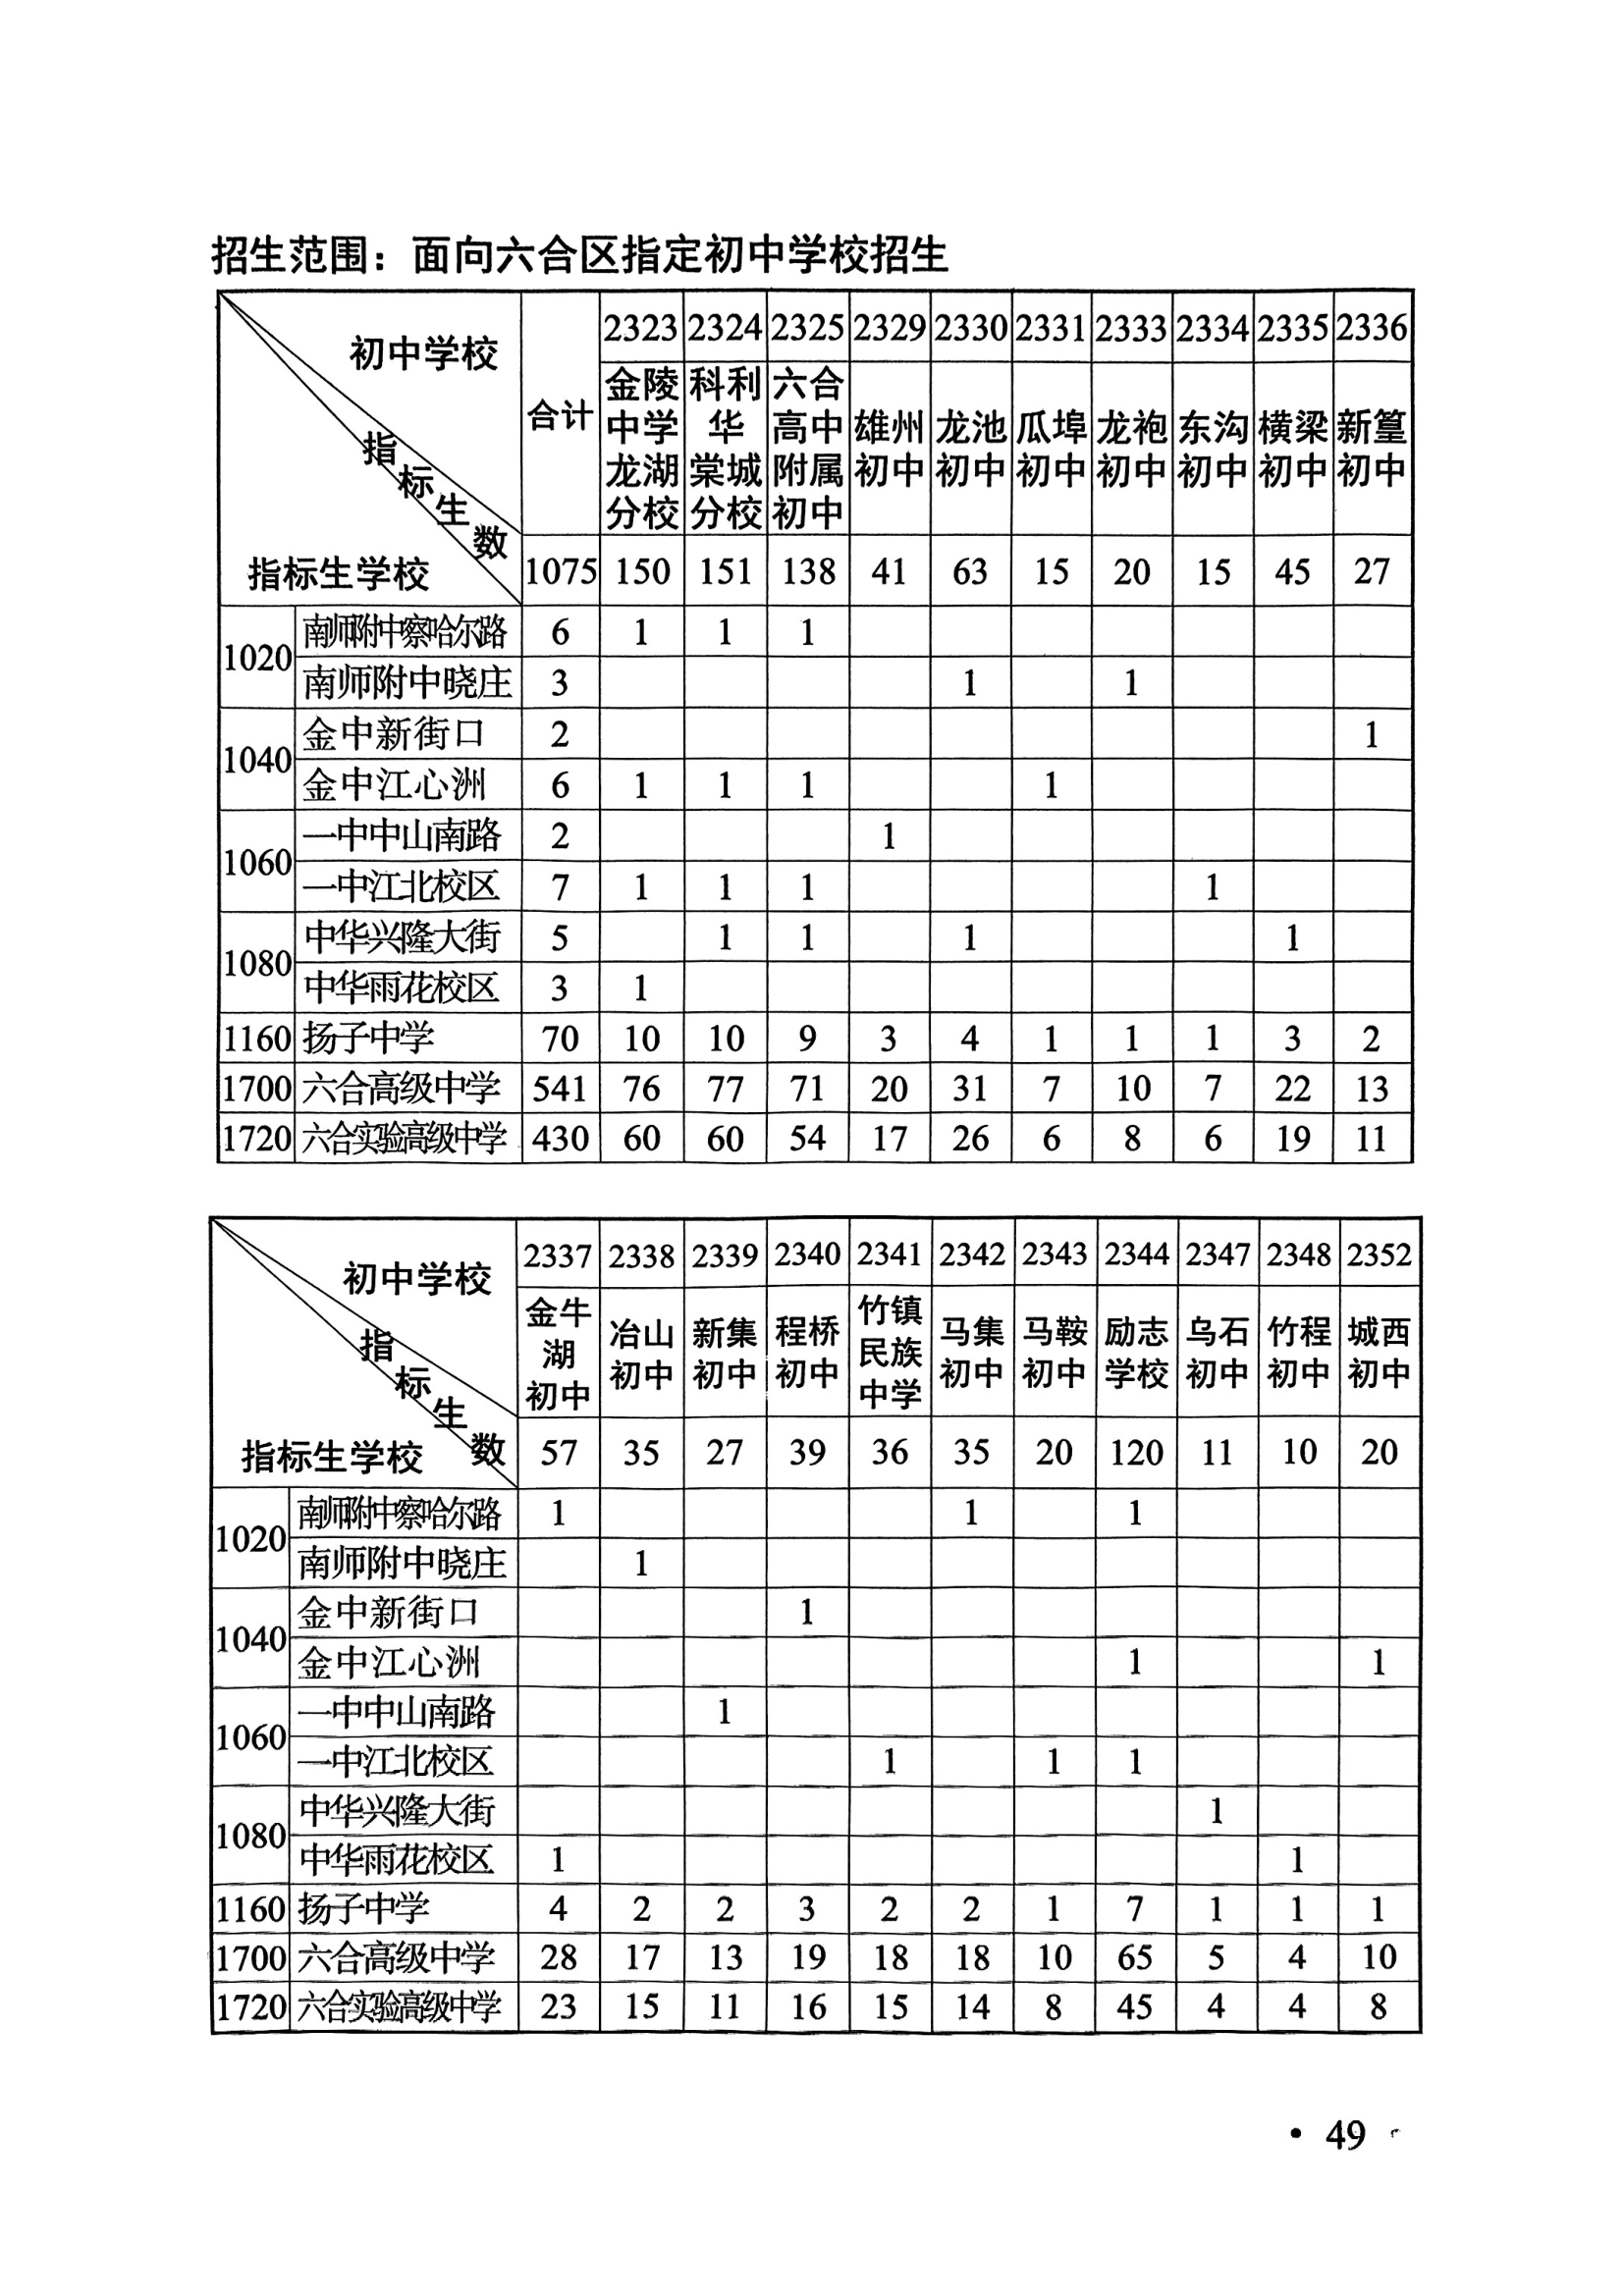 招生范围：面向六合区指定初中学校招生
初中学校 指标生数 指标生学校 合计 2323 2324 2325 2329 2330 2331 2333 2334 2335 2336
金陵中学龙湖分校 科利华棠城分校 六合高中附属初中 雄州初中 龙池初中 瓜埠初中 龙袍初中 东沟初中 横梁初中 新篁初中
1075 150 151 138 41 63 15 20 15 45 27
1020 南师附中察哈尔路 6 1 1 1
南师附中晓庄 3 1 1
1040 金中新街口 2 1
金中江心洲 6 1 1 1 1
1060 一中中山南路 2 1
一中江北校区 7 1 1 1 1
1080 中华兴隆大街 5 1 1 1 1
中华雨花校区 3 1
1160 扬子中学 70 10 10 9 3 4 1 1 1 3 2
1700 六合高级中学 541 76 77 71 20 31 7 10 7 22 13
1720 六合实验高级中学 430 60 60 54 17 26 6 8 6 19 11
初中学校 指标生数 指标生学校 2337 2338 2339 2340 2341 2342 2343 2344 2347 2348 2352
金牛湖初中 冶山初中 新集初中 程桥初中 竹镇民族中学 马集初中 马鞍初中 励志学校 乌石初中 竹程初中 城西初中
57 35 27 39 36 35 20 120 11 10 20
1020 南师附中察哈尔路 1 1 1
南师附中晓庄 1
1040 金中新街口 1
金中江心洲 1 1
1060 一中中山南路 1
一中江北校区 1 1 1
1080 中华兴隆大街 1
中华雨花校区 1 1
1160 扬子中学 4 2 2 3 2 2 1 7 1 1 1
1700 六合高级中学 28 17 13 19 18 18 10 65 5 4 10
1720 六合实验高级中学 23 15 11 16 15 14 8 45 4 4 8
• 49